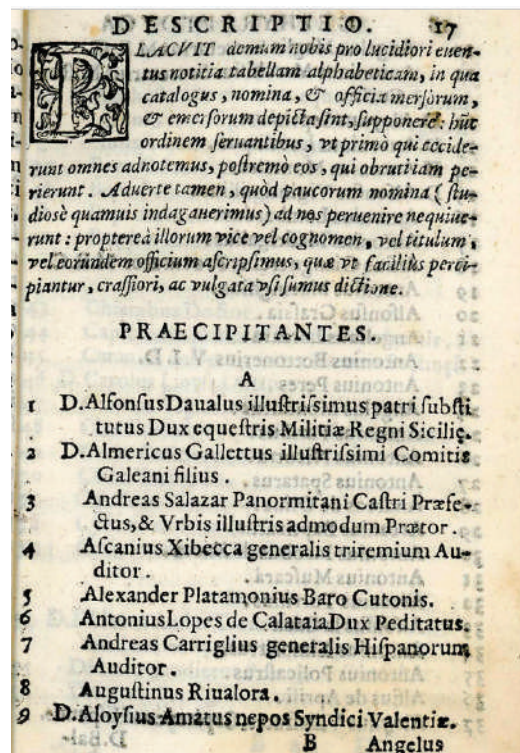 DESCRIPTIO. 17
PLACVIT demum nobis pro lucidiori euen-
tus notitia tabellam alphabeticam, in qua
catalogus, nomina, & officia mersorum,
& emersorum depicta sint, supponere: hũc
ordinem seruantibus, vt primo qui eccide-
runt omnes adnotemus, postremò eos, qui obruti iam pe-
rierunt. Aduerte tamen, quòd paucorum nomina (stu-
diosè quamuis indagauerimus) ad nos peruenire nequiue-
runt: proptereà illorum vice vel cognomen, vel titulum,
vel eorundem officium ascripsimus, quæ vt faciliùs perci-
piantur, crassiori, ac vulgata vsi sumus dictione.
PRAECIPITANTES.
A
1 D. Alfonsus Daualus illustrissimus patri substi
tutus Dux equestris Militiæ Regni Sicilię.
2 D. Almericus Gallettus illustrissimi Comitis
Galeani filius.
3 Andreas Salazar Panormitani Castri Præfe-
ctus, & Vrbis illustris admodum Prætor.
4 Ascanius Xibecca generalis triremium Au-
ditor.
5 Alexander Platamonius Baro Cutonis.
6 Antonius Lopes de Calataia Dux Peditatus.
7 Andreas Carriglius generalis Hispanorum
Auditor.
8 Augustinus Riualora.
9 D. Aloysius Amatus nepos Syndici Valentiæ.
B Angelus